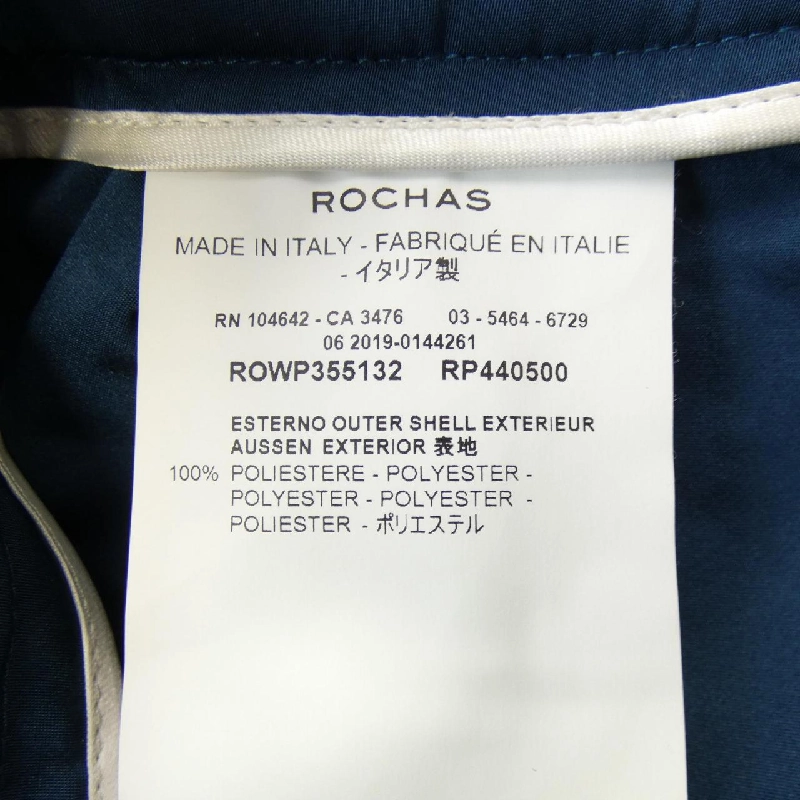 ROCHAS
MADE IN ITALY - FABRIQUÉ EN ITALIE
- イタリア製
RN 104642 - CA 3476 03 - 5464 - 6729
06 2019-0144261
ROWP355132 RP440500
ESTERNO OUTER SHELL EXTERIEUR
AUSSEN EXTERIOR 表地
100% POLIESTERE - POLYESTER -
POLYESTER - POLYESTER -
POLIESTER - ポリエステル